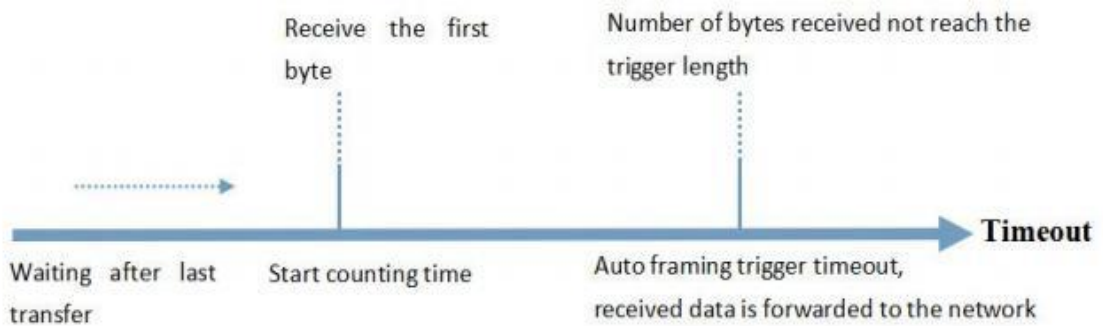 Receive the first
byte
Number of bytes received not reach the
trigger length
Timeout
Waiting after last
transfer
Start counting time
Auto framing trigger timeout,
received data is forwarded to the network